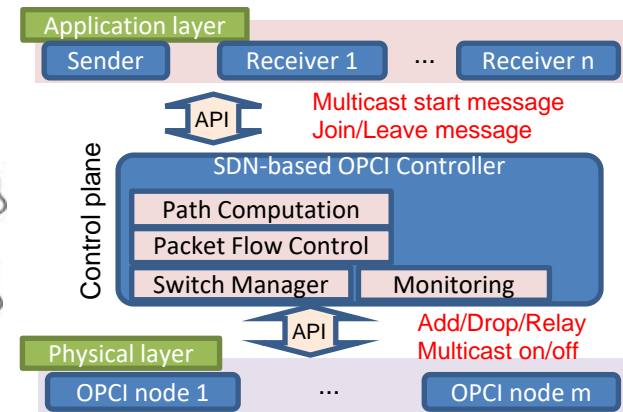 Application layer
Sender
Receiver 1
...
Receiver n
API
Multicast start message
Join/Leave message
Control plane
SDN-based OPCI Controller
Path Computation
Packet Flow Control
Switch Manager
Monitoring
API
Add/Drop/Relay
Multicast on/off
Physical layer
OPCI node 1
...
OPCI node m